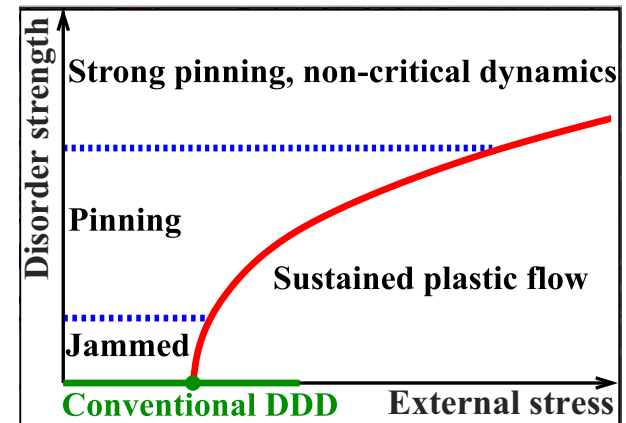 Disorder strength
Strong pinning, non-critical dynamics
Pinning
Sustained plastic flow
Jammed
Conventional DDD
External stress